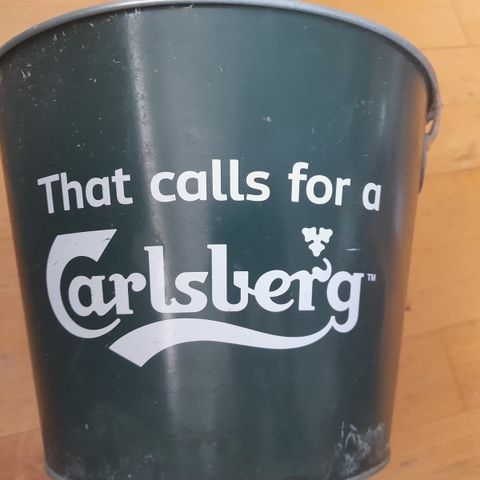 That calls for a
Carlsberg™